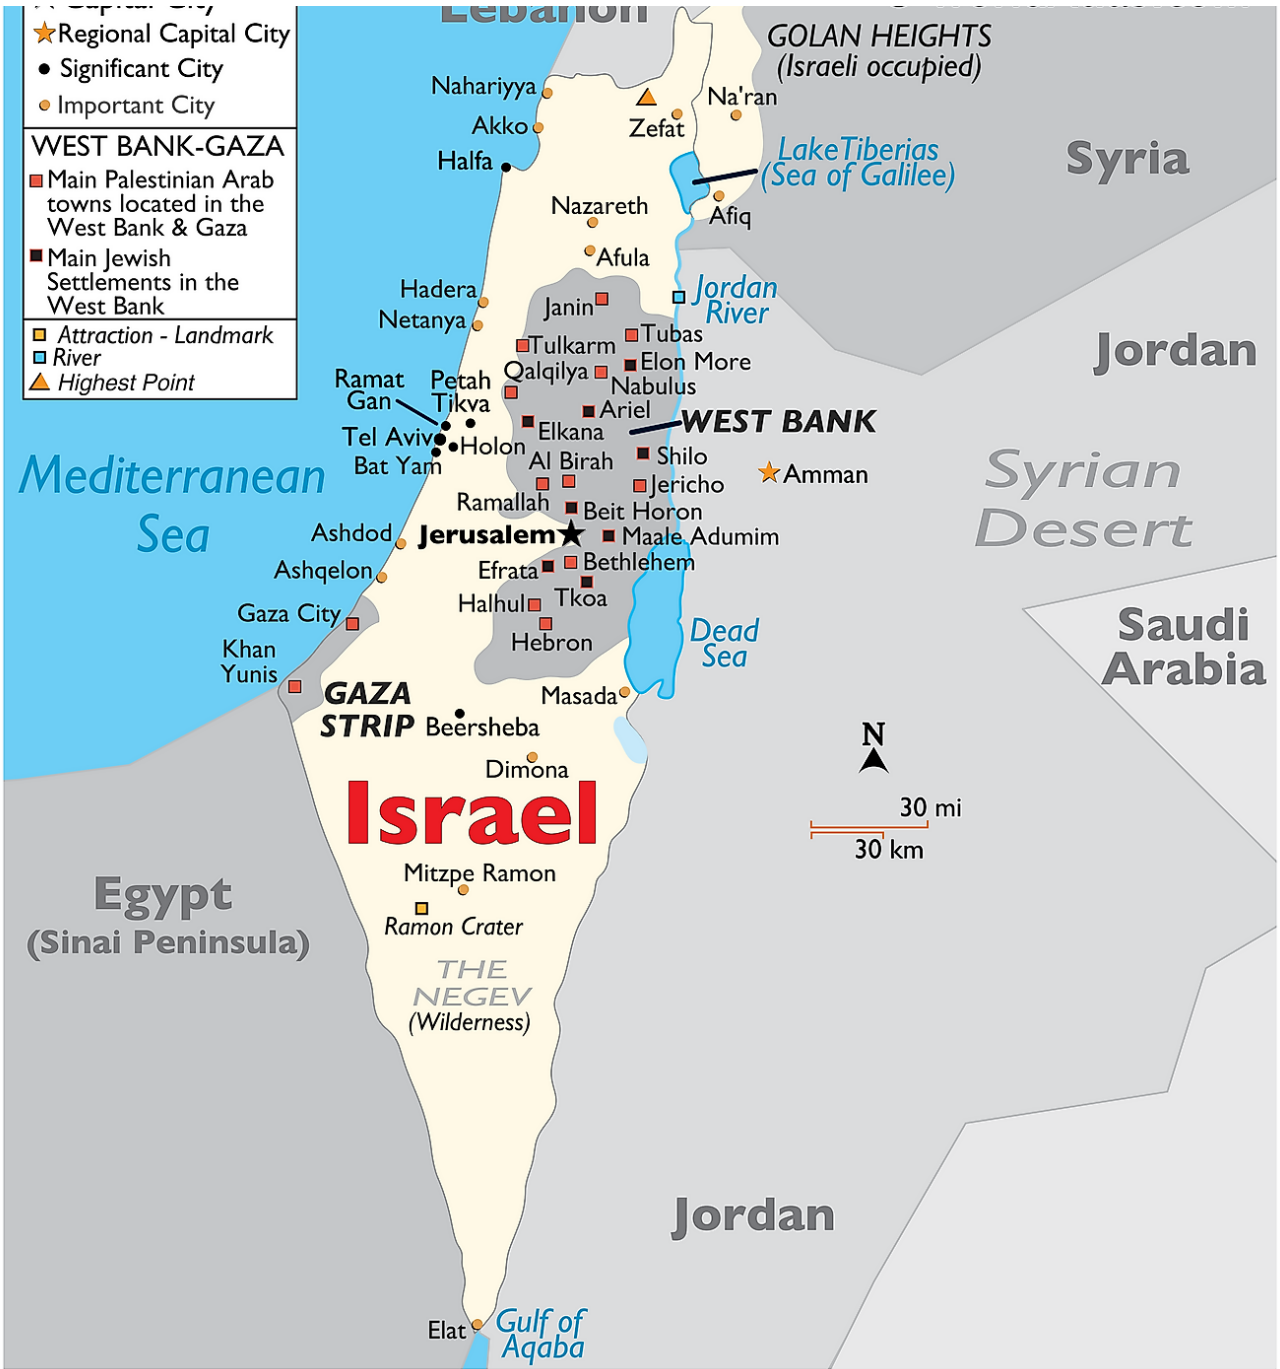 Capital City
Regional Capital City
Significant City
Important City
WEST BANK-GAZA
Main Palestinian Arab
towns located in the
West Bank & Gaza
Main Jewish
Settlements in the
West Bank
Attraction - Landmark
River
Highest Point
Lebanon
GOLAN HEIGHTS
(Israeli occupied)
Nahariyya
Na'ran
Akko
Zefat
Halfa
Lake Tiberias
(Sea of Galilee)
Syria
Nazareth
Afiq
Afula
Hadera
Netanya
Janin
Jordan
River
Tubas
Tulkarm
Elon More
Qalqilya
Nabulus
Jordan
Ramat
Gan
Petah
Tikva
Ariel
WEST BANK
Elkana
Tel Aviv
Holon
Bat Yam
Al Birah
Shilo
Jericho
Amman
Syrian
Desert
Mediterranean
Sea
Ramallah
Beit Horon
Ashdod
Jerusalem
Maale Adumim
Ashqelon
Efrata
Bethlehem
Tkoa
Halhul
Gaza City
Hebron
Dead
Sea
Saudi
Arabia
Khan
Yunis
GAZA
STRIP
Masada
Beersheba
Dimona
N
30 mi
30 km
Israel
Mitzpe Ramon
Ramon Crater
Egypt
(Sinai Peninsula)
THE
NEGEV
(Wilderness)
Jordan
Elat
Gulf of
Aqaba